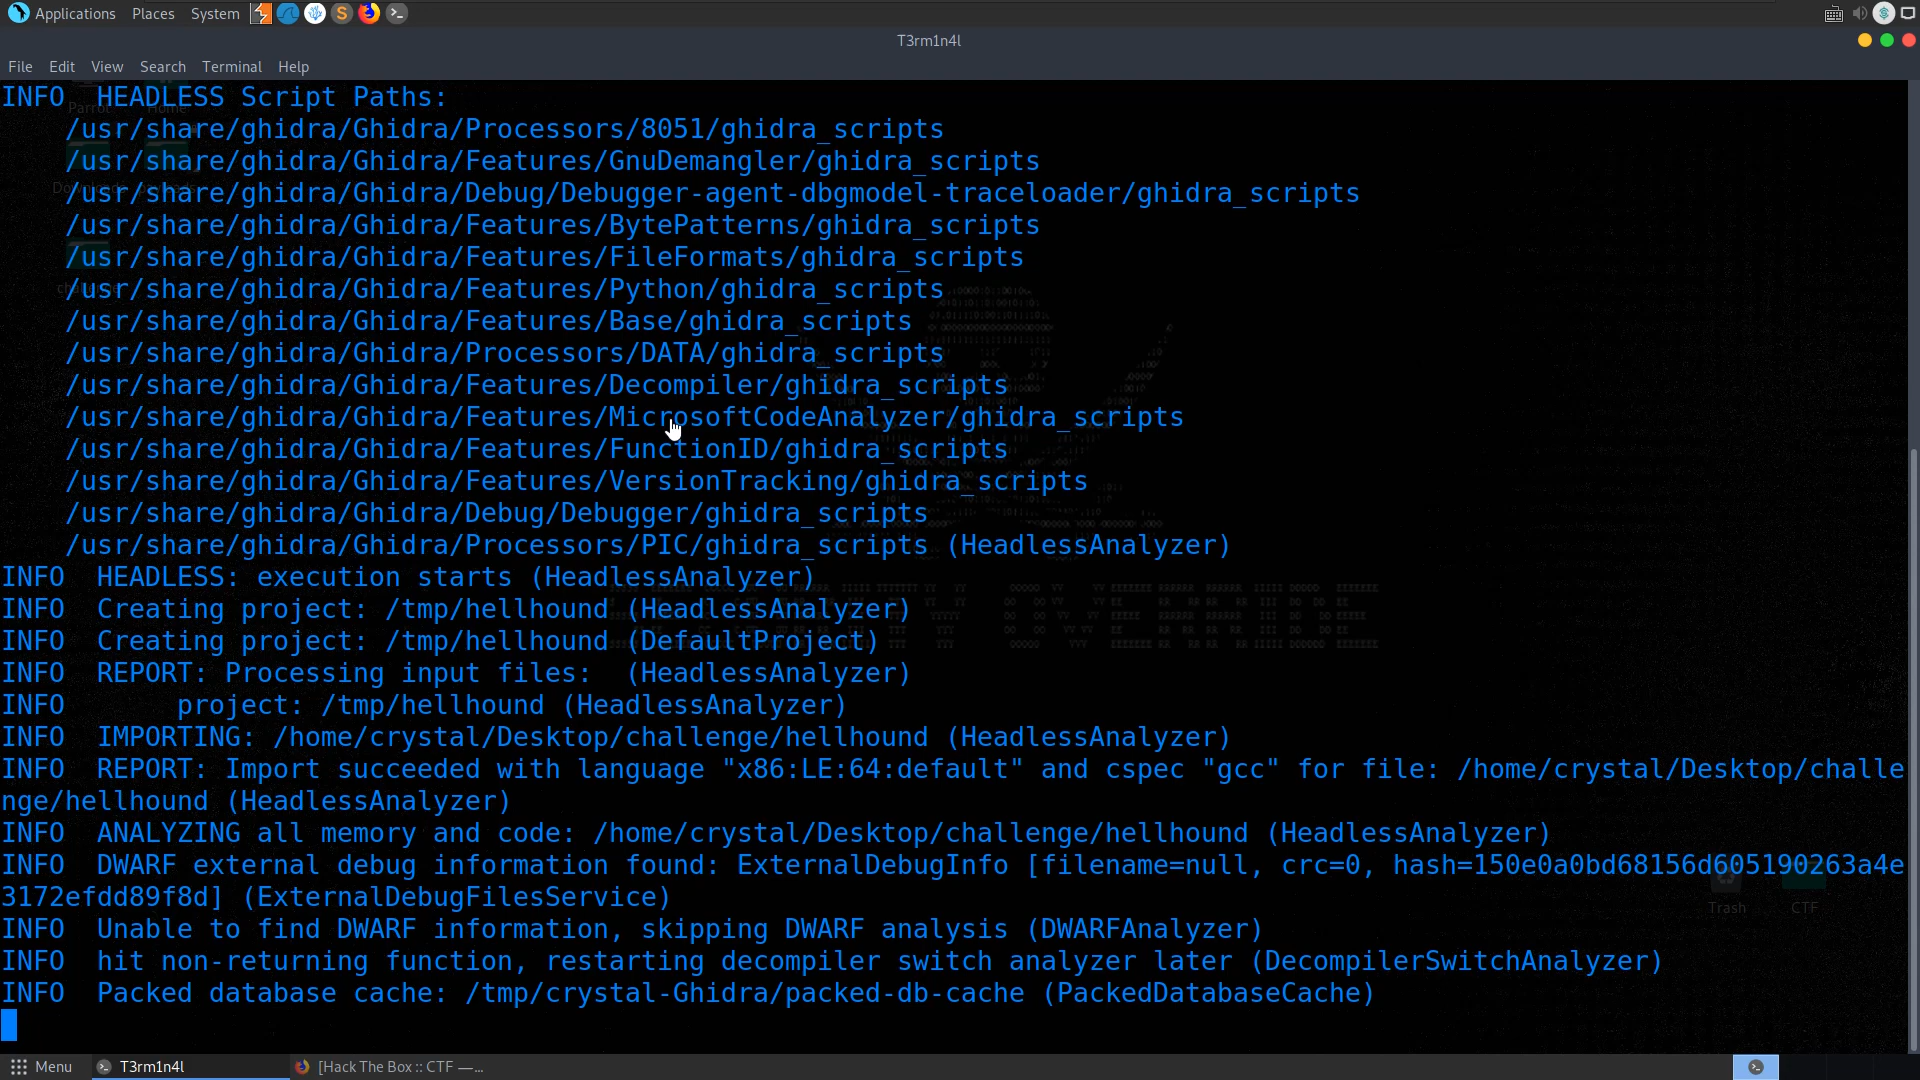 Applications Places System
T3rm1n4l
File Edit View Search Terminal Help
INFO  HEADLESS Script Paths:
    /usr/share/ghidra/Ghidra/Processors/8051/ghidra_scripts
    /usr/share/ghidra/Ghidra/Features/GnuDemangler/ghidra_scripts
    /usr/share/ghidra/Ghidra/Debug/Debugger-agent-dbgmodel-traceloader/ghidra_scripts
    /usr/share/ghidra/Ghidra/Features/BytePatterns/ghidra_scripts
    /usr/share/ghidra/Ghidra/Features/FileFormats/ghidra_scripts
    /usr/share/ghidra/Ghidra/Features/Python/ghidra_scripts
    /usr/share/ghidra/Ghidra/Features/Base/ghidra_scripts
    /usr/share/ghidra/Ghidra/Processors/DATA/ghidra_scripts
    /usr/share/ghidra/Ghidra/Features/Decompiler/ghidra_scripts
    /usr/share/ghidra/Ghidra/Features/MicrosoftCodeAnalyzer/ghidra_scripts
    /usr/share/ghidra/Ghidra/Features/FunctionID/ghidra_scripts
    /usr/share/ghidra/Ghidra/Features/VersionTracking/ghidra_scripts
    /usr/share/ghidra/Ghidra/Debug/Debugger/ghidra_scripts
    /usr/share/ghidra/Ghidra/Processors/PIC/ghidra_scripts (HeadlessAnalyzer)
INFO  HEADLESS: execution starts (HeadlessAnalyzer)
INFO  Creating project: /tmp/hellhound (HeadlessAnalyzer)
INFO  Creating project: /tmp/hellhound (DefaultProject)
INFO  REPORT: Processing input files:  (HeadlessAnalyzer)
INFO       project: /tmp/hellhound (HeadlessAnalyzer)
INFO  IMPORTING: /home/crystal/Desktop/challenge/hellhound (HeadlessAnalyzer)
INFO  REPORT: Import succeeded with language "x86:LE:64:default" and cspec "gcc" for file: /home/crystal/Desktop/challe
nge/hellhound (HeadlessAnalyzer)
INFO  ANALYZING all memory and code: /home/crystal/Desktop/challenge/hellhound (HeadlessAnalyzer)
INFO  DWARF external debug information found: ExternalDebugInfo [filename=null, crc=0, hash=150e0a0bd68156d605190263a4e
3172efdd89f8d] (ExternalDebugFilesService)
Trash CTF
INFO  Unable to find DWARF information, skipping DWARF analysis (DWARFAnalyzer)
INFO  hit non-returning function, restarting decompiler switch analyzer later (DecompilerSwitchAnalyzer)
INFO  Packed database cache: /tmp/crystal-Ghidra/packed-db-cache (PackedDatabaseCache)
Menu T3rm1n4l [Hack The Box :: CTF —...